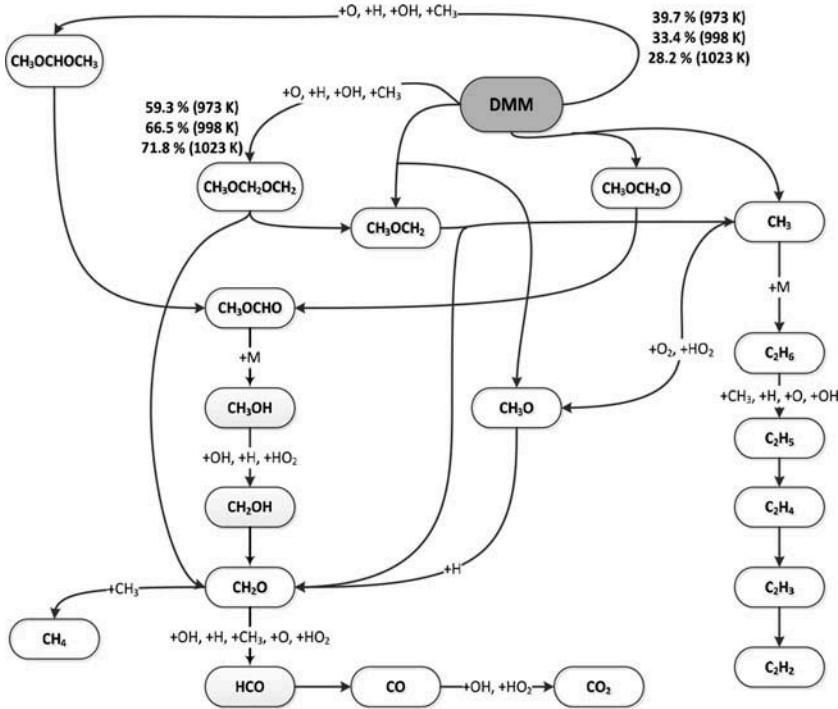 +O, +H, +OH, +CH₃
39.7 % (973 K)
33.4 % (998 K)
28.2 % (1023 K)
CH₃OCHOCH₃
DMM
+O, +H, +OH, +CH₃
59.3 % (973 K)
66.5 % (998 K)
71.8 % (1023 K)
CH₃OCH₂OCH₂
CH₃OCH₂O
CH₃OCH₂
CH₃
+M
CH₃OCHO
+M
+O₂, +HO₂
C₂H₆
CH₃OH
CH₃O
+CH₃, +H, +O, +OH
C₂H₅
+OH, +H, +HO₂
CH₂OH
C₂H₄
+H
CH₂O
C₂H₃
+CH₃
CH₄
+OH, +H, +CH₃, +O, +HO₂
C₂H₂
HCO
CO
+OH, +HO₂
CO₂